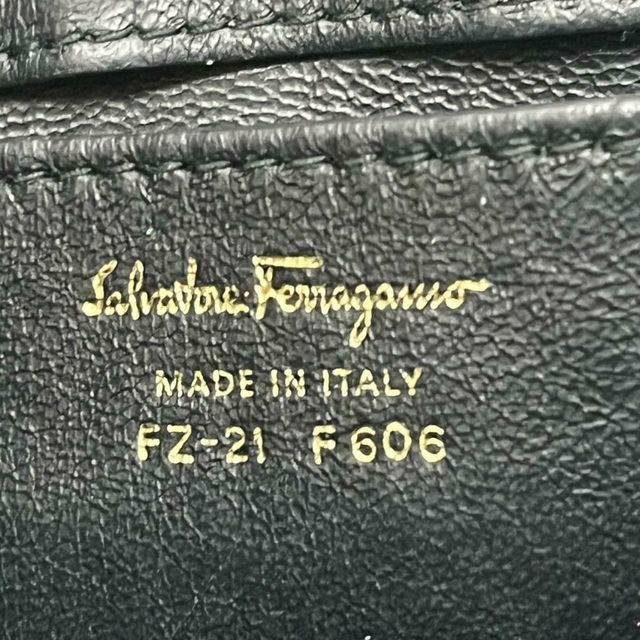 Salvatore Ferragamo
MADE IN ITALY
FZ-21 F606